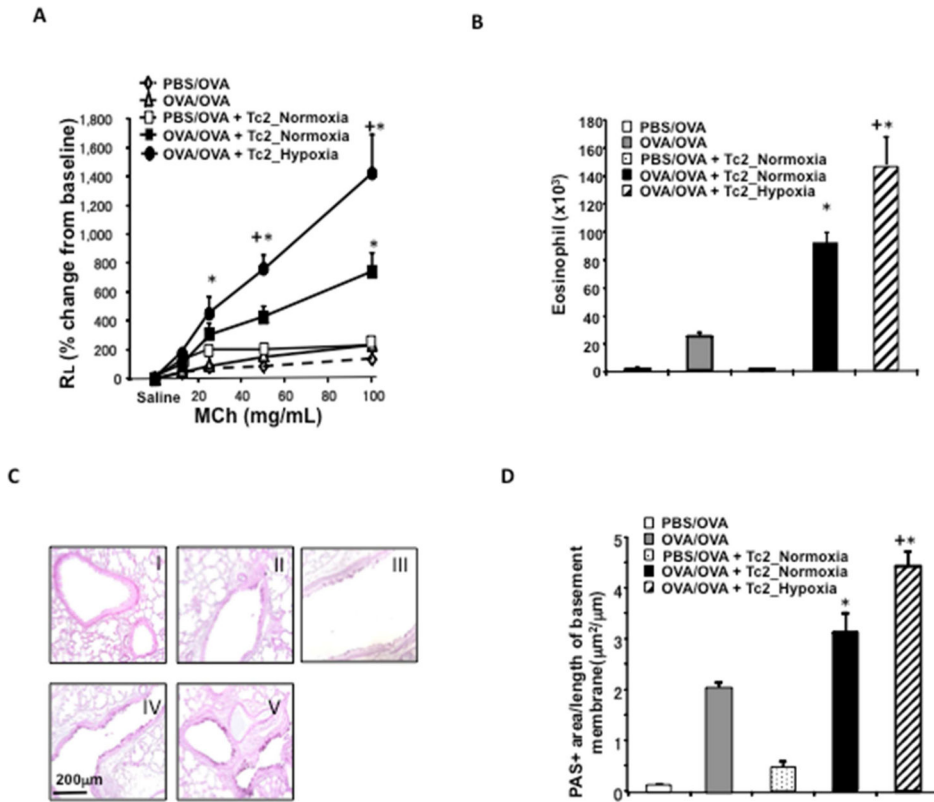 A
PBS/OVA
OVA/OVA
PBS/OVA + Tc2_Normoxia
OVA/OVA + Tc2_Normoxia
OVA/OVA + Tc2_Hypoxia
RL (% change from baseline)
1,800
1,600
1,400
1,200
1,000
800
600
400
200
0
+*
+*
*
*
Saline 20 40 60 80 100
MCh (mg/mL)
B
PBS/OVA
OVA/OVA
PBS/OVA + Tc2_Normoxia
OVA/OVA + Tc2_Normoxia
OVA/OVA + Tc2_Hypoxia
Eosinophil (x10³)
180
160
140
120
100
80
60
40
20
0
*
+*
C
I
II
III
IV
V
200μm
D
PBS/OVA
OVA/OVA
PBS/OVA + Tc2_Normoxia
OVA/OVA + Tc2_Normoxia
OVA/OVA + Tc2_Hypoxia
PAS+ area/length of basement
membrane(μm²/μm)
5
4
3
2
1
0
*
+*